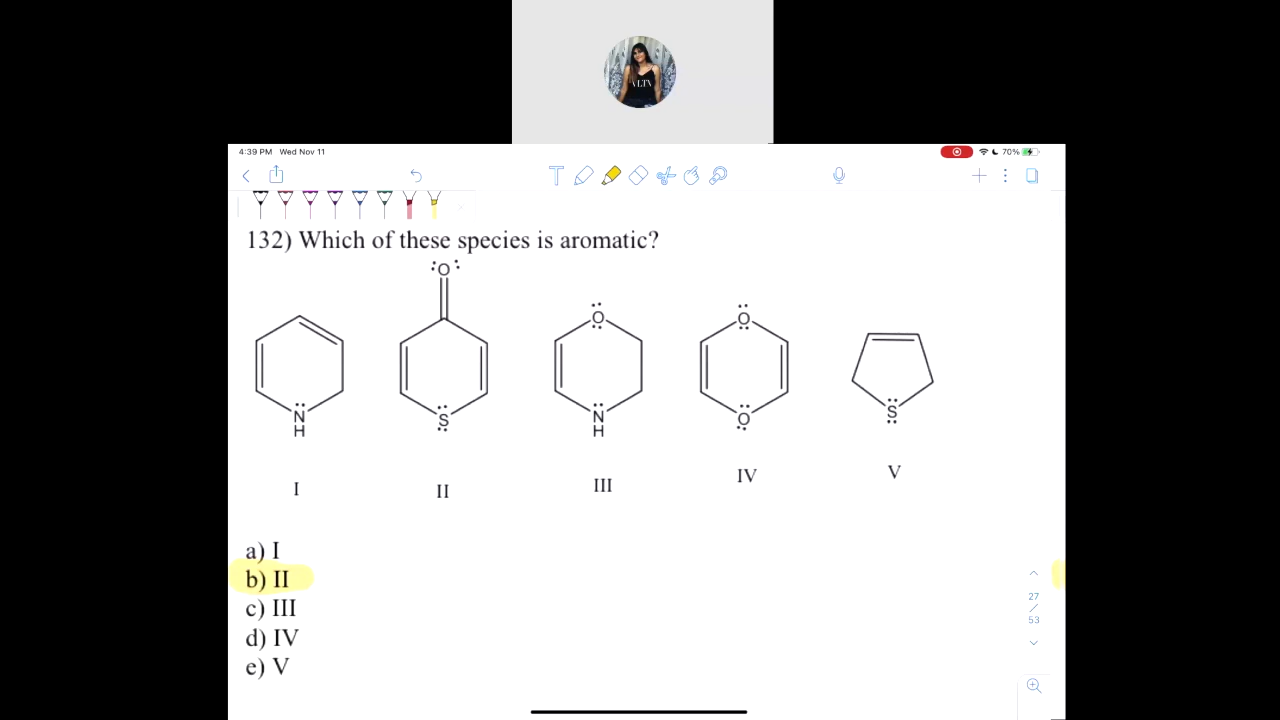 VLTN
4:39 PM Wed Nov 11
70%
T
132) Which of these species is aromatic?
:O:
O O
N S N O S
H H
I II III IV V
a) I
b) II
c) III
d) IV
e) V
27
/
53